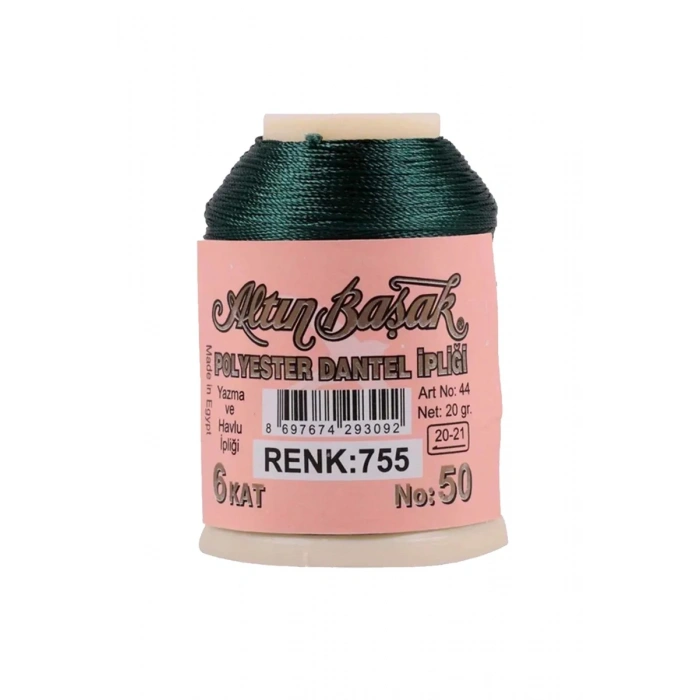 Altın Başak
POLYESTER DANTEL İPLİĞİ
Made in Egypt
Yazma
ve
Havlu
İpliği
8 697674 293092
Art No: 44
Net: 20 gr.
20-21
RENK:755
6 KAT
No: 50